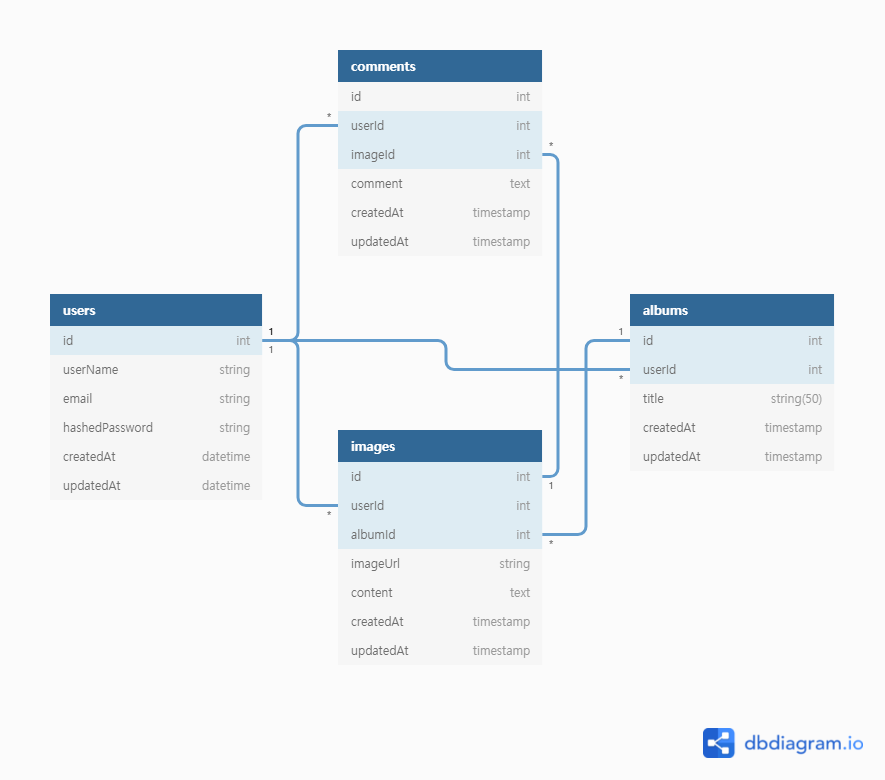 comments
id int
* userId int
imageId int *
comment text
createdAt timestamp
updatedAt timestamp
users
id int 1
1
userName string
email string
hashedPassword string
createdAt datetime
updatedAt datetime
albums
1 id int
* userId int
title string(50)
createdAt timestamp
updatedAt timestamp
images
id int 1
* userId int
albumId int *
imageUrl string
content text
createdAt timestamp
updatedAt timestamp
dbdiagram.io